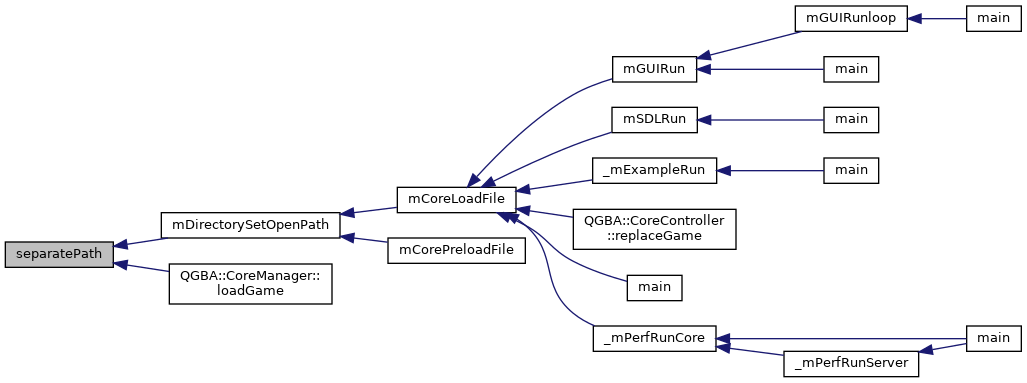 mGUIRunloop
main
mGUIRun
main
mSDLRun
main
_mExampleRun
main
mCoreLoadFile
mDirectorySetOpenPath
QGBA::CoreController
::replaceGame
separatePath
mCorePreloadFile
QGBA::CoreManager::
loadGame
main
_mPerfRunCore
main
_mPerfRunServer